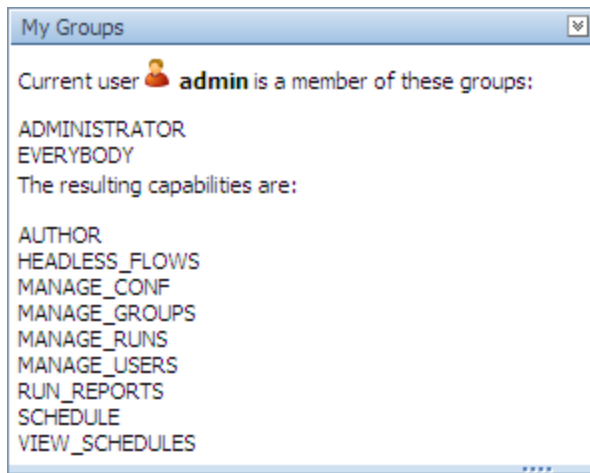 My Groups
Current user admin is a member of these groups:
ADMINISTRATOR
EVERYBODY
The resulting capabilities are:
AUTHOR
HEADLESS_FLOWS
MANAGE_CONF
MANAGE_GROUPS
MANAGE_RUNS
MANAGE_USERS
RUN_REPORTS
SCHEDULE
VIEW_SCHEDULES